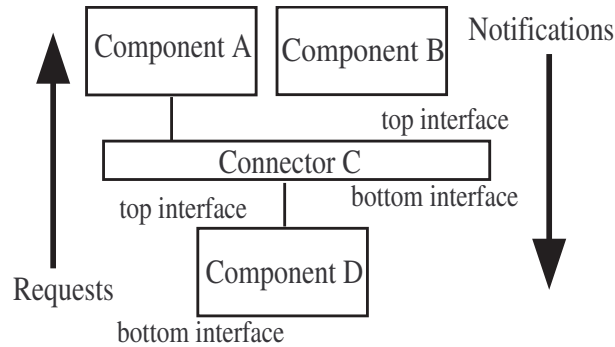 Component A
Component B
Notifications
top interface
Connector C
bottom interface
top interface
Component D
Requests
bottom interface